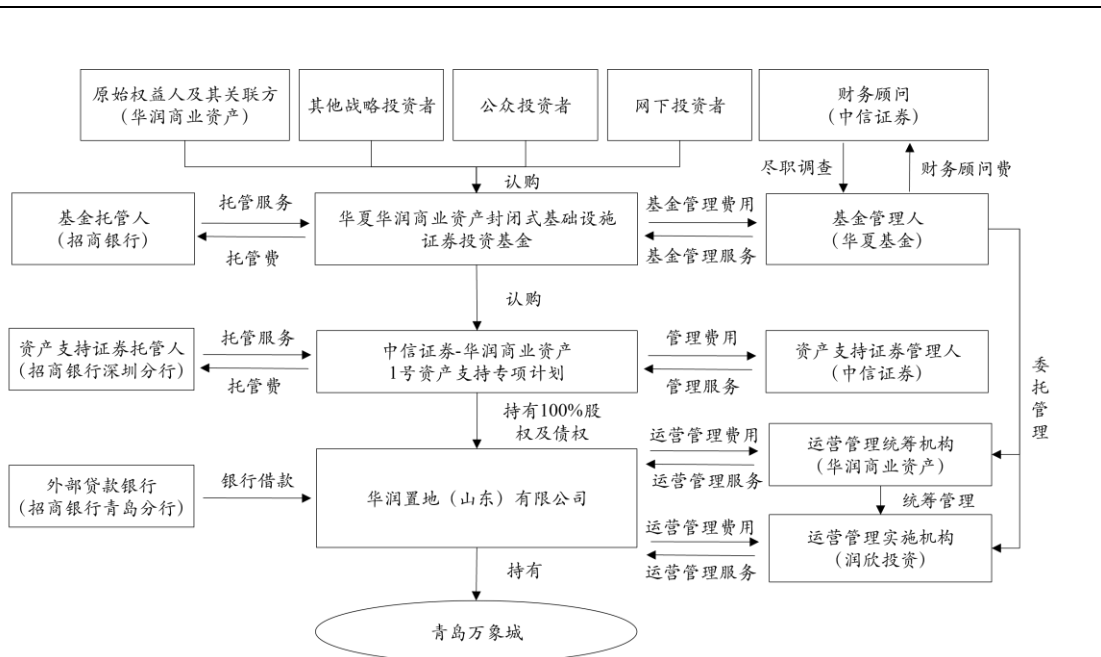 原始权益人及其关联方
(华润商业资产)
其他战略投资者
公众投资者
网下投资者
财务顾问
(中信证券)
认购
尽职调查
财务顾问费
基金托管人
(招商银行)
托管服务
托管费
华夏华润商业资产封闭式基础设施
证券投资基金
基金管理费用
基金管理服务
基金管理人
(华夏基金)
认购
资产支持证券托管人
(招商银行深圳分行)
托管服务
托管费
中信证券-华润商业资产
1号资产支持专项计划
管理费用
管理服务
资产支持证券管理人
(中信证券)
委
托
管
理
持有100%股
权及债权
外部贷款银行
(招商银行青岛分行)
银行借款
华润置地（山东）有限公司
运营管理费用
运营管理服务
运营管理统筹机构
(华润商业资产)
统筹管理
运营管理费用
运营管理服务
运营管理实施机构
(润欣投资)
持有
青岛万象城